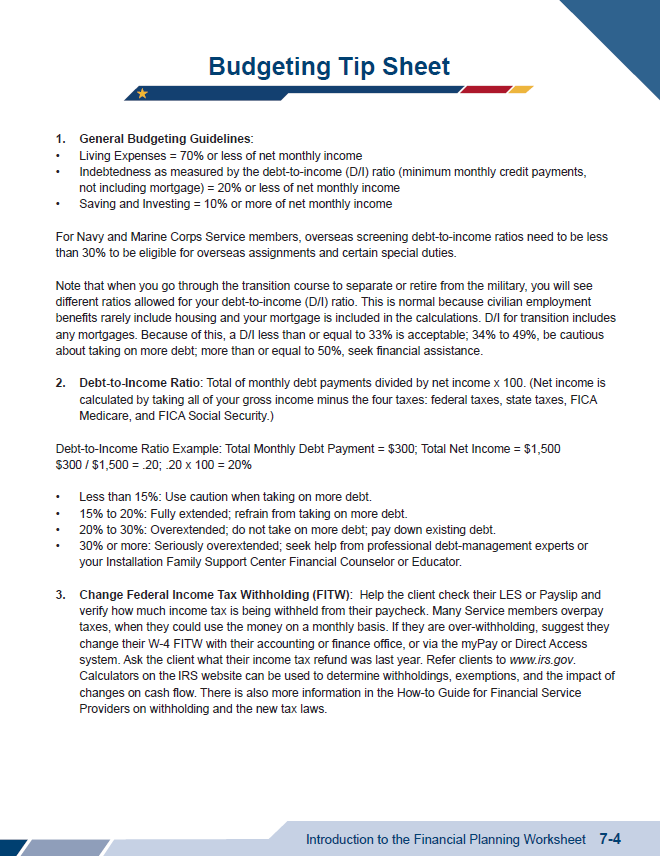 Budgeting Tip Sheet
1. General Budgeting Guidelines:
• Living Expenses = 70% or less of net monthly income
• Indebtedness as measured by the debt-to-income (D/I) ratio (minimum monthly credit payments,
not including mortgage) = 20% or less of net monthly income
• Saving and Investing = 10% or more of net monthly income
For Navy and Marine Corps Service members, overseas screening debt-to-income ratios need to be less
than 30% to be eligible for overseas assignments and certain special duties.
Note that when you go through the transition course to separate or retire from the military, you will see
different ratios allowed for your debt-to-income (D/I) ratio. This is normal because civilian employment
benefits rarely include housing and your mortgage is included in the calculations. D/I for transition includes
any mortgages. Because of this, a D/I less than or equal to 33% is acceptable; 34% to 49%, be cautious
about taking on more debt; more than or equal to 50%, seek financial assistance.
2. Debt-to-Income Ratio: Total of monthly debt payments divided by net income x 100. (Net income is
calculated by taking all of your gross income minus the four taxes: federal taxes, state taxes, FICA
Medicare, and FICA Social Security.)
Debt-to-Income Ratio Example: Total Monthly Debt Payment = $300; Total Net Income = $1,500
$300 / $1,500 = .20; .20 x 100 = 20%
• Less than 15%: Use caution when taking on more debt.
• 15% to 20%: Fully extended; refrain from taking on more debt.
• 20% to 30%: Overextended; do not take on more debt; pay down existing debt.
• 30% or more: Seriously overextended; seek help from professional debt-management experts or
your Installation Family Support Center Financial Counselor or Educator.
3. Change Federal Income Tax Withholding (FITW): Help the client check their LES or Payslip and
verify how much income tax is being withheld from their paycheck. Many Service members overpay
taxes, when they could use the money on a monthly basis. If they are over-withholding, suggest they
change their W-4 FITW with their accounting or finance office, or via the myPay or Direct Access
system. Ask the client what their income tax refund was last year. Refer clients to www.irs.gov.
Calculators on the IRS website can be used to determine withholdings, exemptions, and the impact of
changes on cash flow. There is also more information in the How-to Guide for Financial Service
Providers on withholding and the new tax laws.
Introduction to the Financial Planning Worksheet 7-4